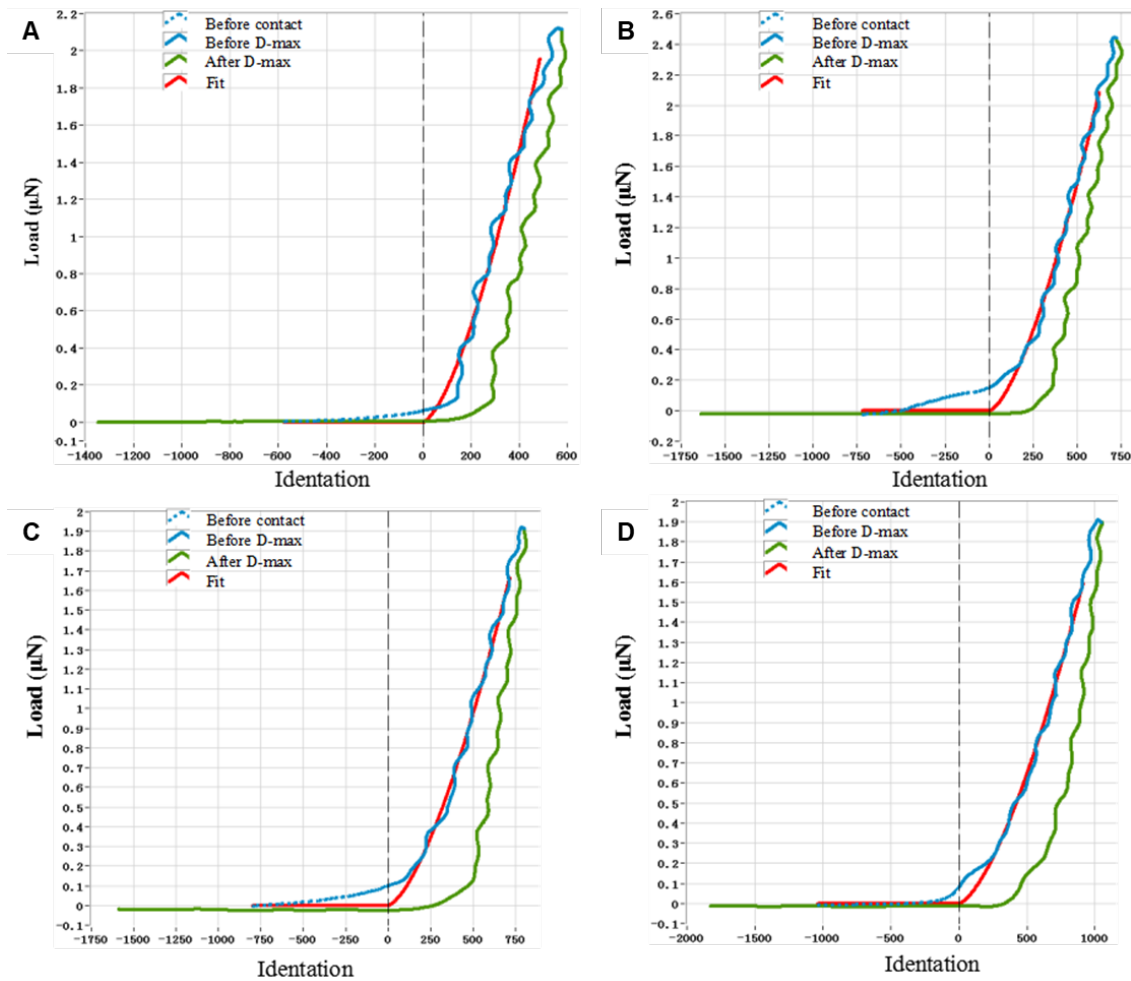 A
2.2
2
1.8
1.6
1.4
1.2
1
0.8
0.6
0.4
0.2
0
-0.1
Load (µN)
Before contact
Before D-max
After D-max
Fit
-1400 -1200 -1000 -800 -600 -400 -200 0 200 400 600
Identation
B
2.6
2.4
2.2
2
1.8
1.6
1.4
1.2
1
0.8
0.6
0.4
0.2
0
-0.2
Load (µN)
Before contact
Before D-max
After D-max
Fit
-1750 -1500 -1250 -1000 -750 -500 -250 0 250 500 750
Identation
C
2
1.9
1.8
1.7
1.6
1.5
1.4
1.3
1.2
1.1
1
0.9
0.8
0.7
0.6
0.5
0.4
0.3
0.2
0.1
0
-0.1
Load (µN)
Before contact
Before D-max
After D-max
Fit
-1750 -1500 -1250 -1000 -750 -500 -250 0 250 500 750
Identation
D
2
1.9
1.8
1.7
1.6
1.5
1.4
1.3
1.2
1.1
1
0.9
0.8
0.7
0.6
0.5
0.4
0.3
0.2
0.1
0
-0.1
Load (µN)
Before contact
Before D-max
After D-max
Fit
-2000 -1500 -1000 -500 0 500 1000
Identation